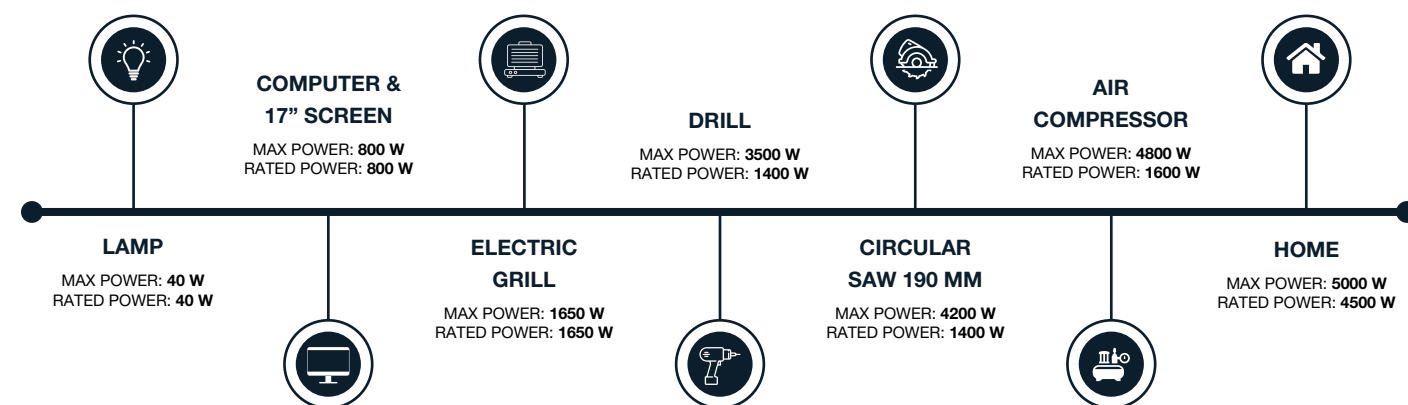 LAMP
MAX POWER: 40 W
RATED POWER: 40 W
COMPUTER &
17” SCREEN
MAX POWER: 800 W
RATED POWER: 800 W
ELECTRIC
GRILL
MAX POWER: 1650 W
RATED POWER: 1650 W
DRILL
MAX POWER: 3500 W
RATED POWER: 1400 W
CIRCULAR
SAW 190 MM
MAX POWER: 4200 W
RATED POWER: 1400 W
AIR
COMPRESSOR
MAX POWER: 4800 W
RATED POWER: 1600 W
HOME
MAX POWER: 5000 W
RATED POWER: 4500 W